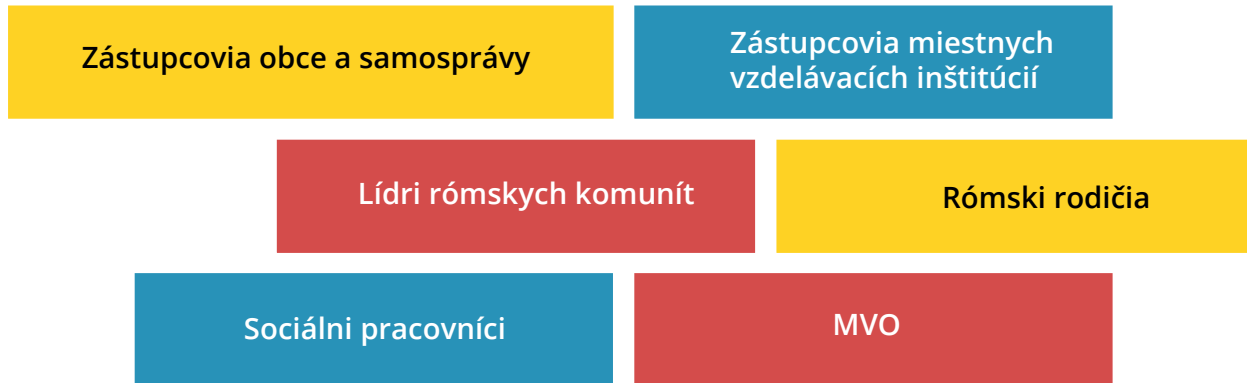 Zástupcovia obce a samosprávy
Zástupcovia miestnych
vzdelávacích inštitúcií
Lídri rómskych komunít
Rómski rodičia
Sociálni pracovníci
MVO